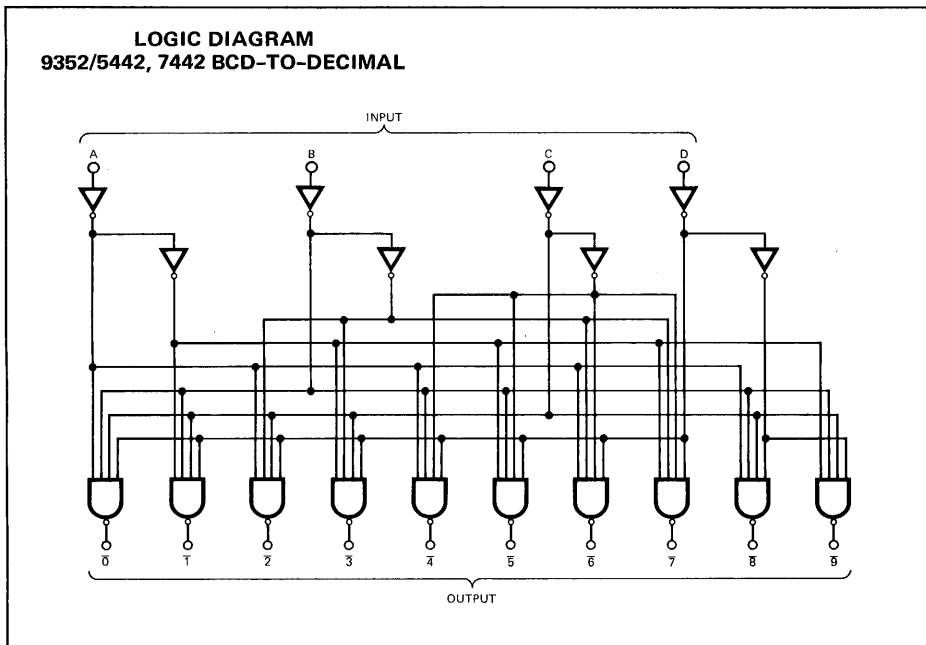 LOGIC DIAGRAM
9352/5442, 7442 BCD-TO-DECIMAL
INPUT
A B C D
0̅ 1̅ 2̅ 3̅ 4̅ 5̅ 6̅ 7̅ 8̅ 9̅
OUTPUT